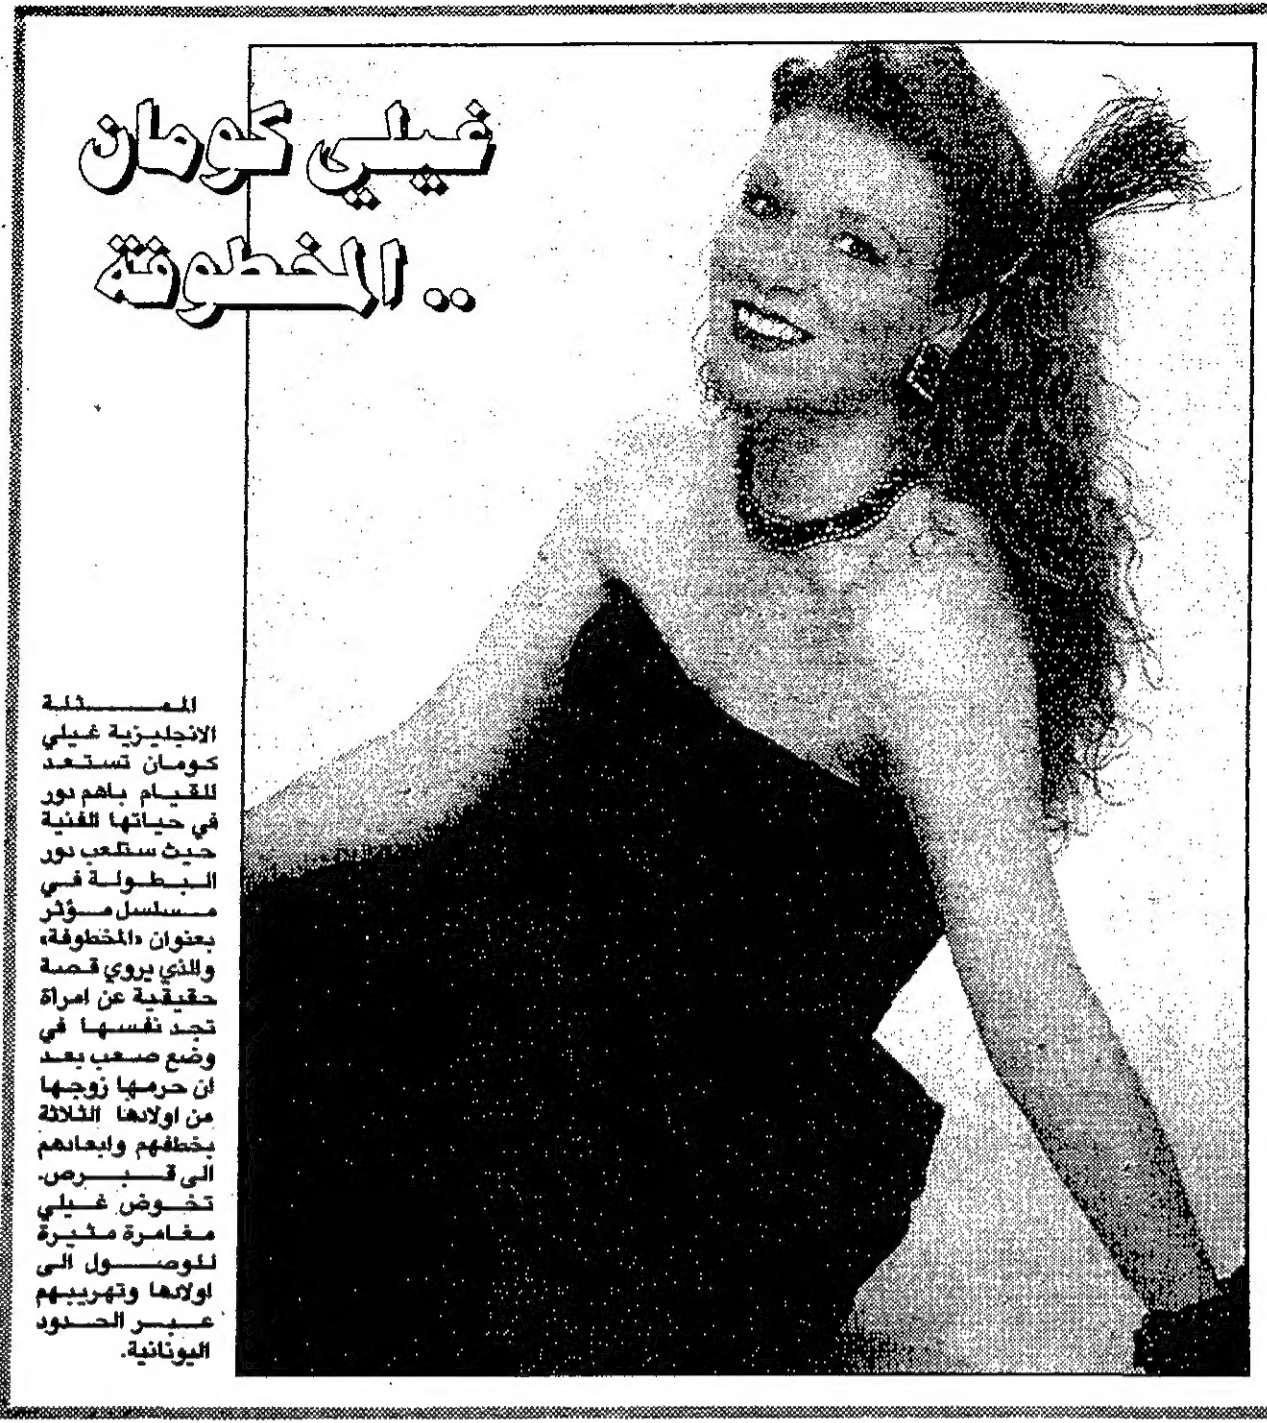 غيلي كومان
.. المخطوفة
الممثلة
الانجليزية غيلي
كومان تستعد
للقيام باهم دور
في حياتها الفنية
حيث ستلعب دور
البطولة في
مسلسل مؤثر
بعنوان «المخطوفة»
والذي يروي قصة
حقيقية عن امرأة
تجد نفسها في
وضع صعب بعد
ان حرمها زوجها
من اولادها الثلاثة
بخطفهم وابعادهم
الى قبرص.
تخوض غيلي
مغامرة مثيرة
للوصول الى
اولادها وتهريبهم
عبر الحدود
اليونانية.